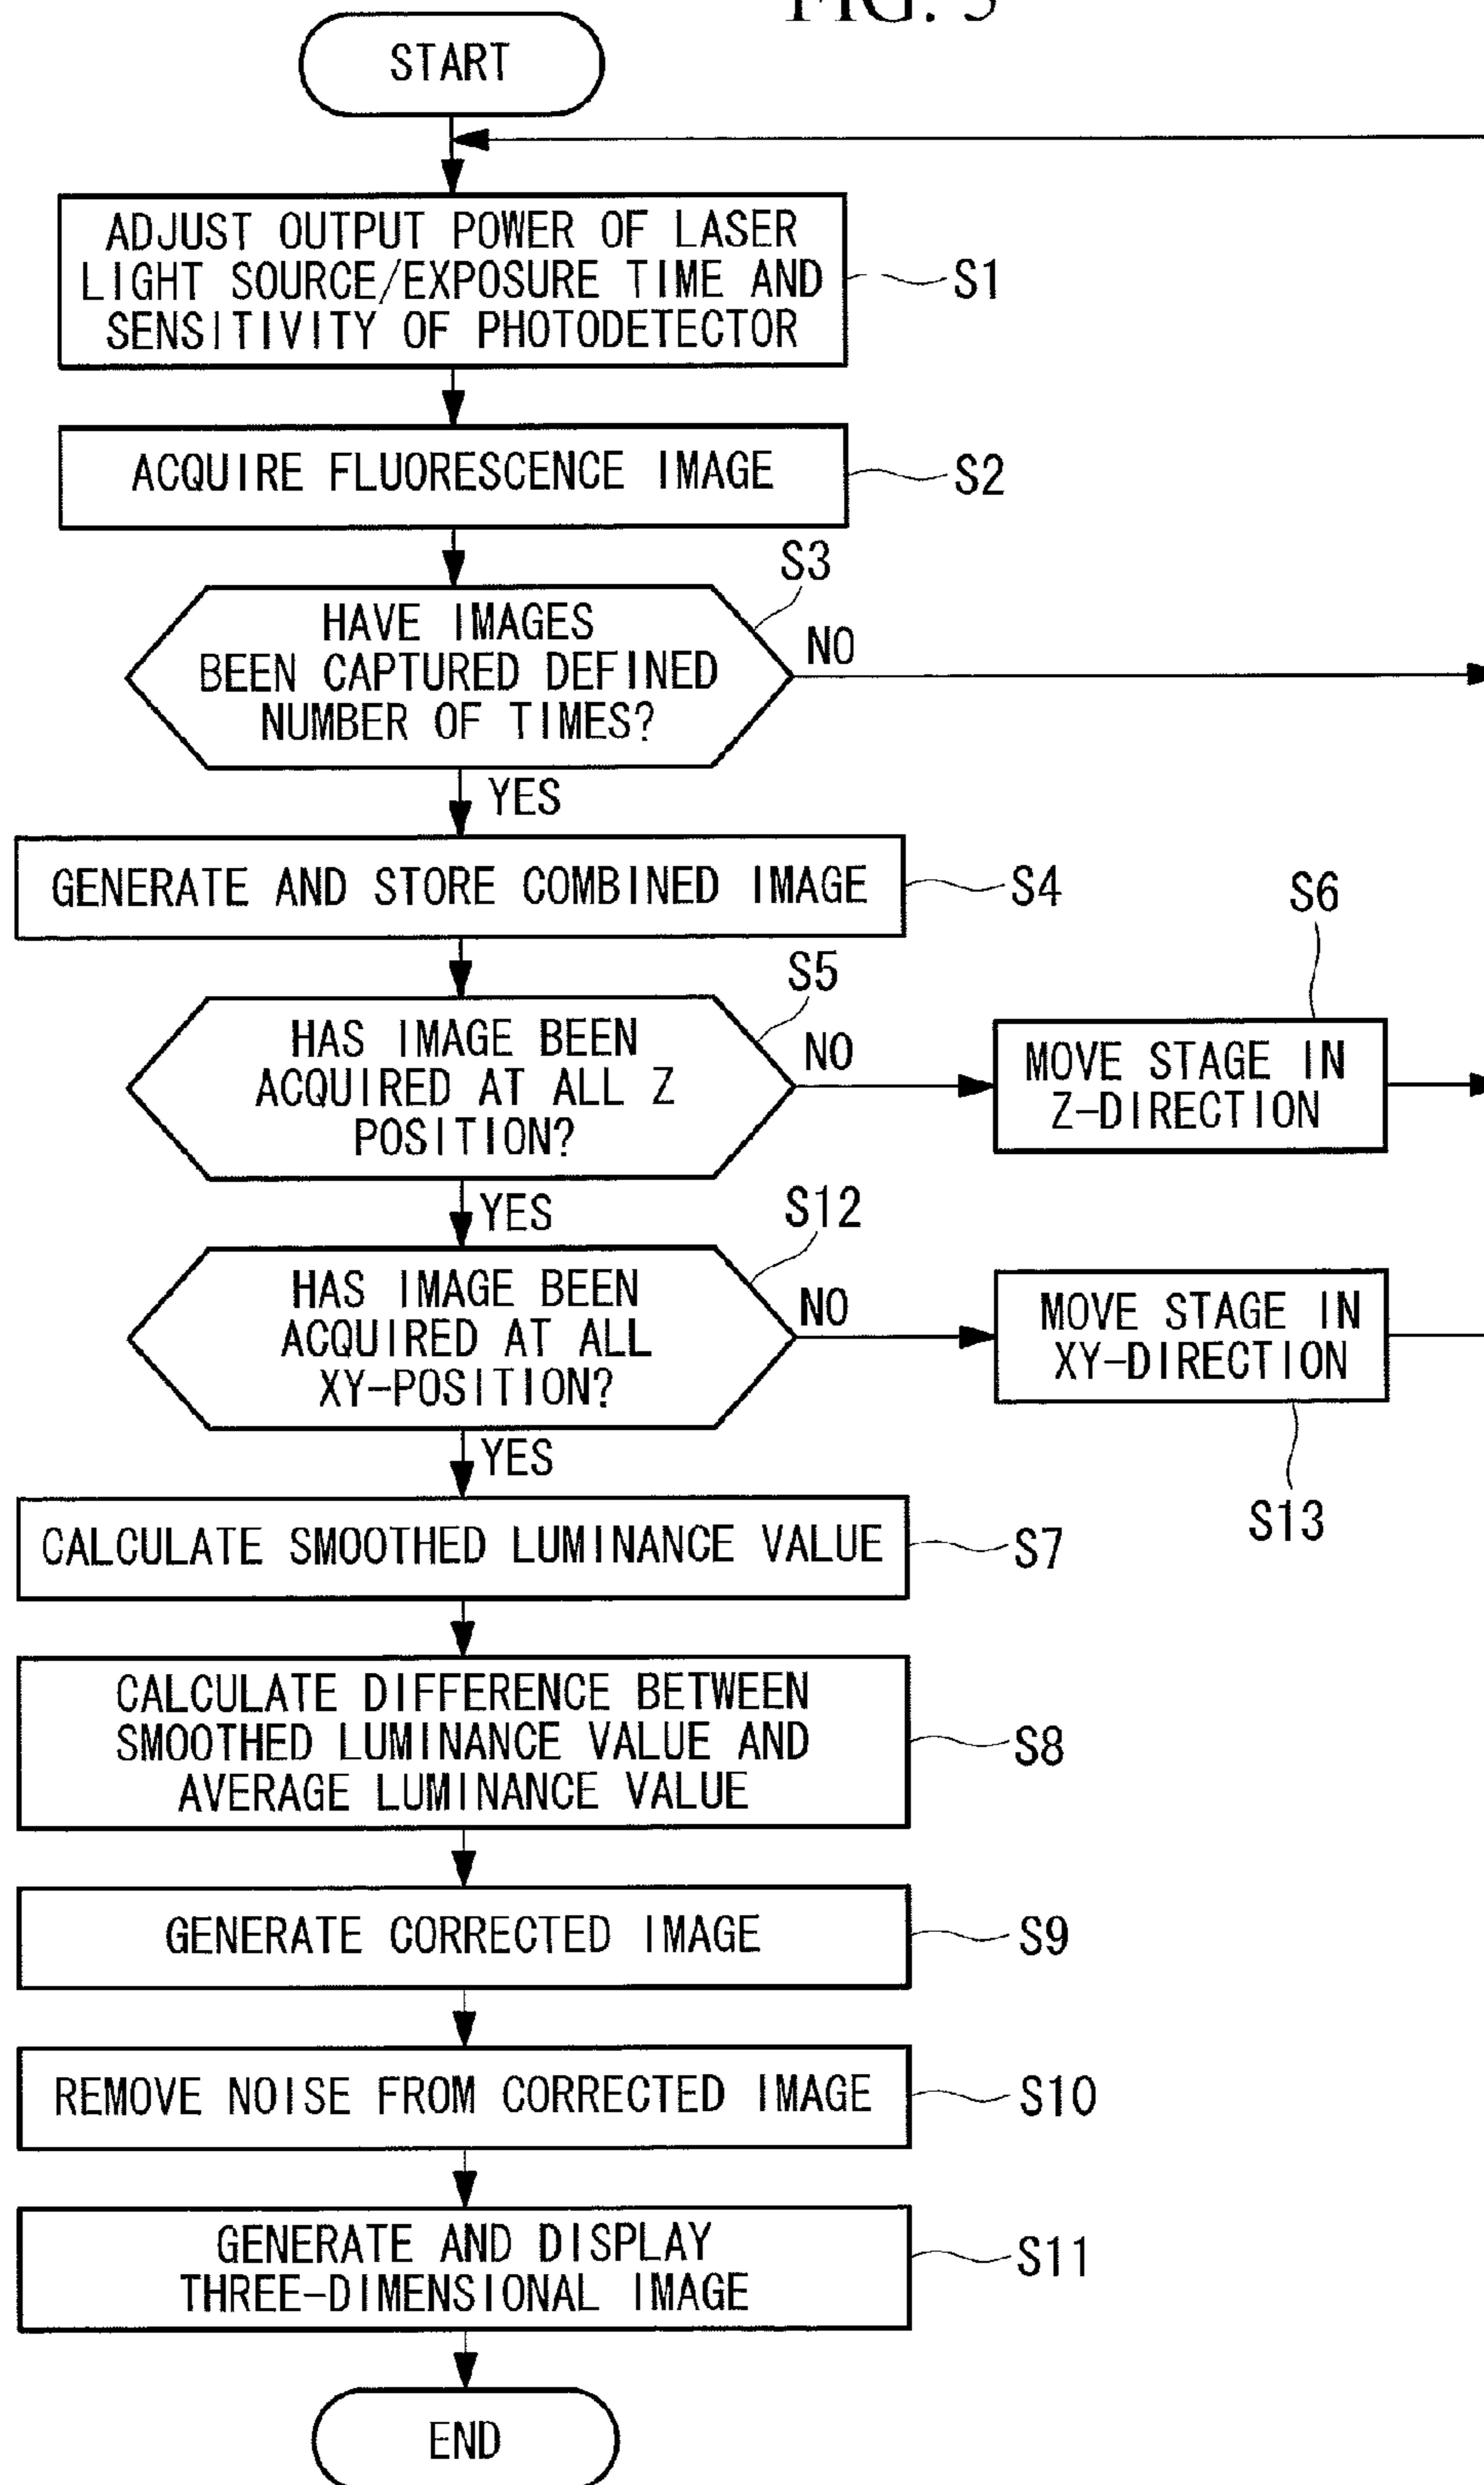 START
ADJUST OUTPUT POWER OF LASER
LIGHT SOURCE/EXPOSURE TIME AND
SENSITIVITY OF PHOTODETECTOR
S1
ACQUIRE FLUORESCENCE IMAGE
S2
S3
HAVE IMAGES
BEEN CAPTURED DEFINED
NUMBER OF TIMES?
NO
YES
GENERATE AND STORE COMBINED IMAGE
S4
S6
S5
HAS IMAGE BEEN
ACQUIRED AT ALL Z
POSITION?
NO
MOVE STAGE IN
Z-DIRECTION
YES
S12
HAS IMAGE BEEN
ACQUIRED AT ALL
XY-POSITION?
NO
MOVE STAGE IN
XY-DIRECTION
S13
YES
CALCULATE SMOOTHED LUMINANCE VALUE
S7
CALCULATE DIFFERENCE BETWEEN
SMOOTHED LUMINANCE VALUE AND
AVERAGE LUMINANCE VALUE
S8
GENERATE CORRECTED IMAGE
S9
REMOVE NOISE FROM CORRECTED IMAGE
S10
GENERATE AND DISPLAY
THREE-DIMENSIONAL IMAGE
S11
END